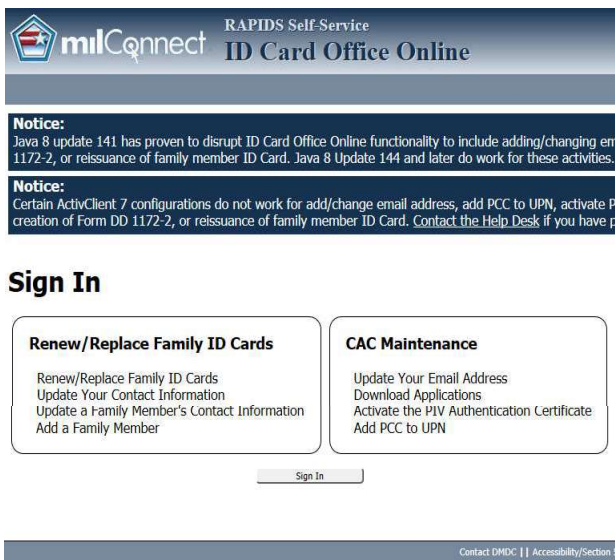 milConnect
RAPIDS Self-Service
ID Card Office Online
Notice:
Java 8 update 141 has proven to disrupt ID Card Office Online functionality to include adding/changing em
1172-2, or reissuance of family member ID Card. Java 8 Update 144 and later do work for these activities.
Notice:
Certain ActivClient 7 configurations do not work for add/change email address, add PCC to UPN, activate P
creation of Form DD 1172-2, or reissuance of family member ID Card. Contact the Help Desk if you have p
Sign In
Renew/Replace Family ID Cards
Renew/Replace Family ID Cards
Update Your Contact Information
Update a Family Member's Contact Information
Add a Family Member
CAC Maintenance
Update Your Email Address
Download Applications
Activate the PIV Authentication Certificate
Add PCC to UPN
Sign In
Contact DMDC || Accessibility/Section